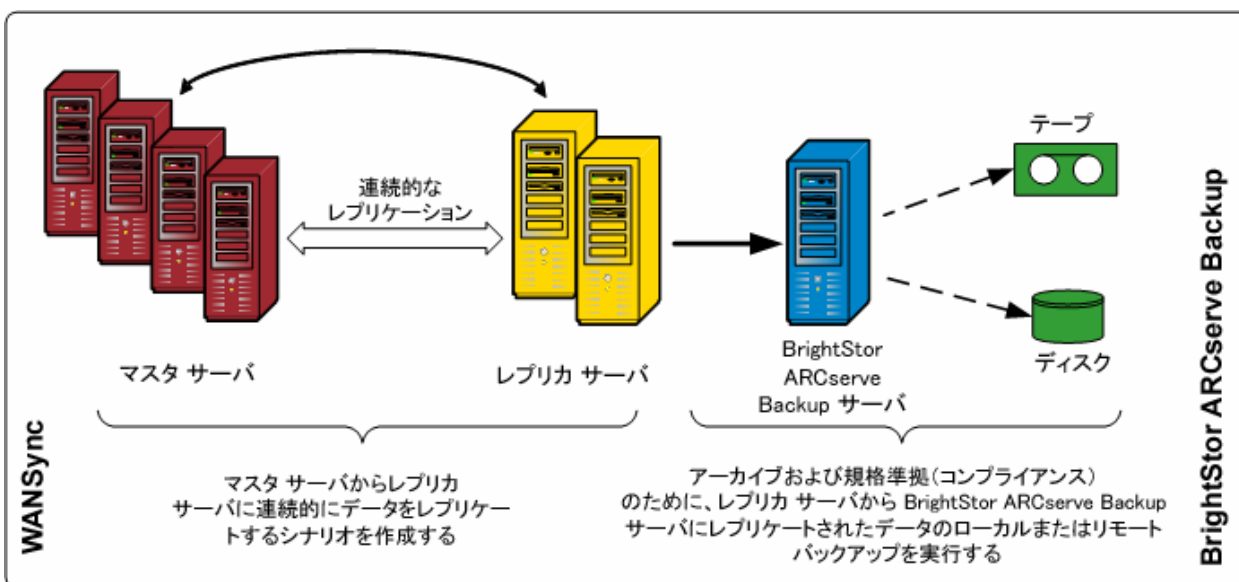 テープ
連続的な
レプリケーション
マスタ サーバ
レプリカ サーバ
BrightStor
ARCserve
Backup サーバ
ディスク
WANSync
マスタ サーバからレプリカ
サーバに連続的にデータをレプリケー
トするシナリオを作成する
アーカイブおよび規格準拠(コンプライアンス)
のために、レプリカ サーバから BrightStor ARCserve Backup
サーバにレプリケートされたデータのローカルまたはリモート
バックアップを実行する
BrightStor ARCserve Backup